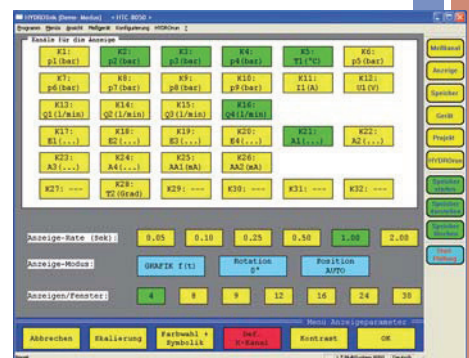 HYDROlink (Demo-Modus) - HTC 8050 -
Kanäle für die Anzeige
K1: K2: K3: K4: K5: K6:
p1(bar) p2(bar) p3(bar) p4(bar) T1(°C) p5(bar)
K7: K8: K9: K10: K11: K12:
p6(bar) p7(bar) p8(bar) p9(bar) I1(A) U1(V)
K13: K14: K15: K16:
Q1(l/min) Q2(l/min) Q3(l/min) Q4(l/min)
K17: K18: K19: K20: K21: K22:
E1(...) E2(...) E3(...) E4(...) A1(...) A2(...)
K23: K24: K25: K26:
A3(...) A4(...) AA1(mA) AA2(mA)
K27: --- K28: K29: --- K30: --- K31: --- K32: ---
T2(Grad)
Anzeige-Rate (Sek):
0.05 0.10 0.25 0.50 1.00 2.00
Anzeige-Modus:
GRAFIK f(t) Rotation Position
0° AUTO
Anzeigen/Fenster:
4 8 9 12 16 24 30
Menü Anzeigeparameter
Abbrechen Skalierung Farbwahl + Def. Kontrast OK
Symbolik X-Kanal
Meßkanal
Anzeige
Speicher
Gerät
Projekt
HYDROrun
Speicher
Speicher
Speicher